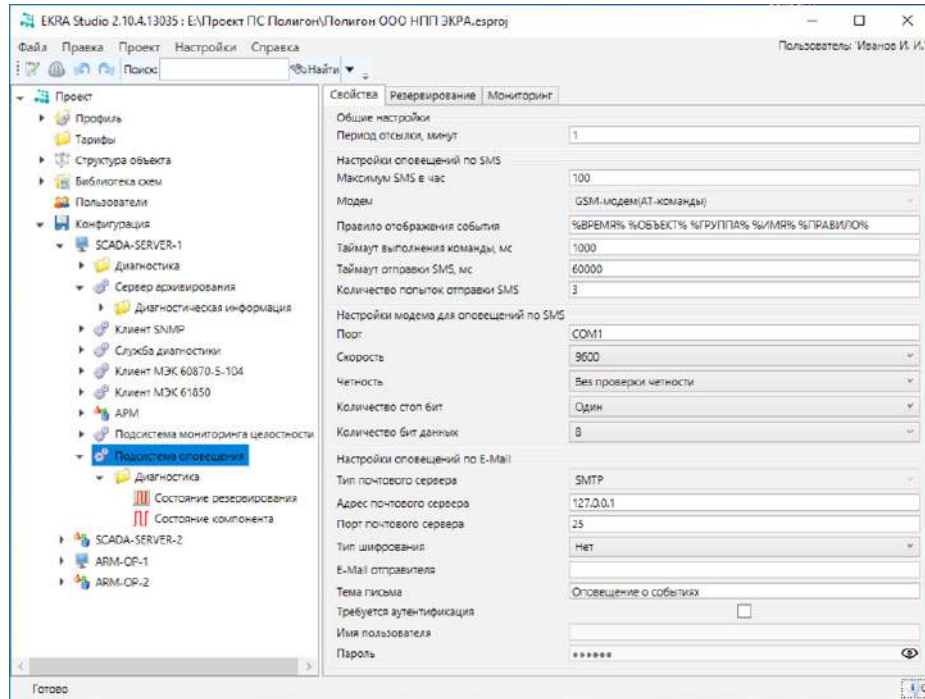 EKRA Studio 2.10.4.13035 : E:\Проект ПС Полигон\Полигон ООО НПП ЭКРА.esproj
Файл Правка Проект Настройки Справка
Пользователь: 'Иванов И. И.'
Поиск: Найти
Проект
Профиль
Тарифы
Структура объекта
Библиотека схем
Пользователи
Конфигурация
SCADA-SERVER-1
Диагностика
Сервер архивирования
Диагностическая информация
Клиент SNMP
Служба диагностики
Клиент МЭК 60870-5-104
Клиент МЭК 61850
АРМ
Подсистема мониторинга целостности
Подсистема оповещения
Диагностика
Состояние резервирования
Состояние компонента
SCADA-SERVER-2
ARM-OP-1
ARM-OP-2
Свойства Резервирование Мониторинг
Общие настройки
Период отсылки, минут 1
Настройки оповещений по SMS
Максимум SMS в час 100
Модем GSM-модем(AT-команды)
Правило отображения события %ВРЕМЯ% %ОБЪЕКТ% %ГРУППА% %ИМЯ% %ПРАВИЛО%
Таймаут выполнения команды, мс 1000
Таймаут отправки SMS, мс 60000
Количество попыток отправки SMS 3
Настройки модема для оповещений по SMS
Порт COM1
Скорость 9600
Четность Без проверки четности
Количество стоп бит Один
Количество бит данных 8
Настройки оповещений по E-Mail
Тип почтового сервера SMTP
Адрес почтового сервера 127.0.0.1
Порт почтового сервера 25
Тип шифрования Нет
E-Mail отправителя
Тема письма Оповещение о событиях
Требуется аутентификация
Имя пользователя
Пароль ••••••
Готово